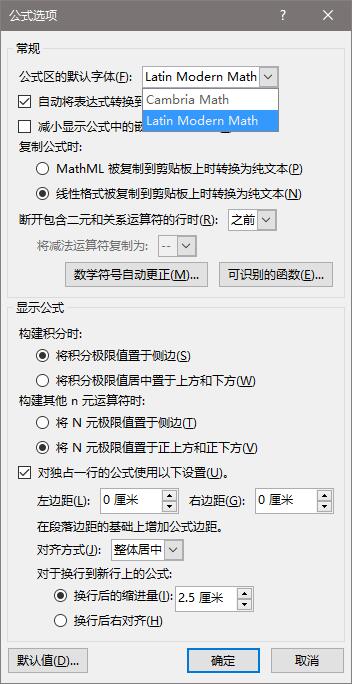 公式选项
?
常规
公式区的默认字体(F):
Latin Modern Math
Cambria Math
Latin Modern Math
自动将表达式转换到
减小显示公式中的嵌
复制公式时:
MathML 被复制到剪贴板上时转换为纯文本(P)
线性格式被复制到剪贴板上时转换为纯文本(N)
断开包含二元和关系运算符的行时(R): 之前
将减法运算符复制为: --
数学符号自动更正(M)... 可识别的函数(E)...
显示公式
构建积分时:
将积分极限值置于侧边(S)
将积分极限值居中置于上方和下方(W)
构建其他 n 元运算符时:
将 N 元极限值置于侧边(T)
将 N 元极限值置于正上方和正下方(V)
对独占一行的公式使用以下设置(U)。
左边距(L): 0 厘米 右边距(G): 0 厘米
在段落边距的基础上增加公式边距。
对齐方式(J): 整体居中
对于换行到新行上的公式:
换行后的缩进量(I): 2.5 厘米
换行后右对齐(H)
默认值(D)... 确定 取消